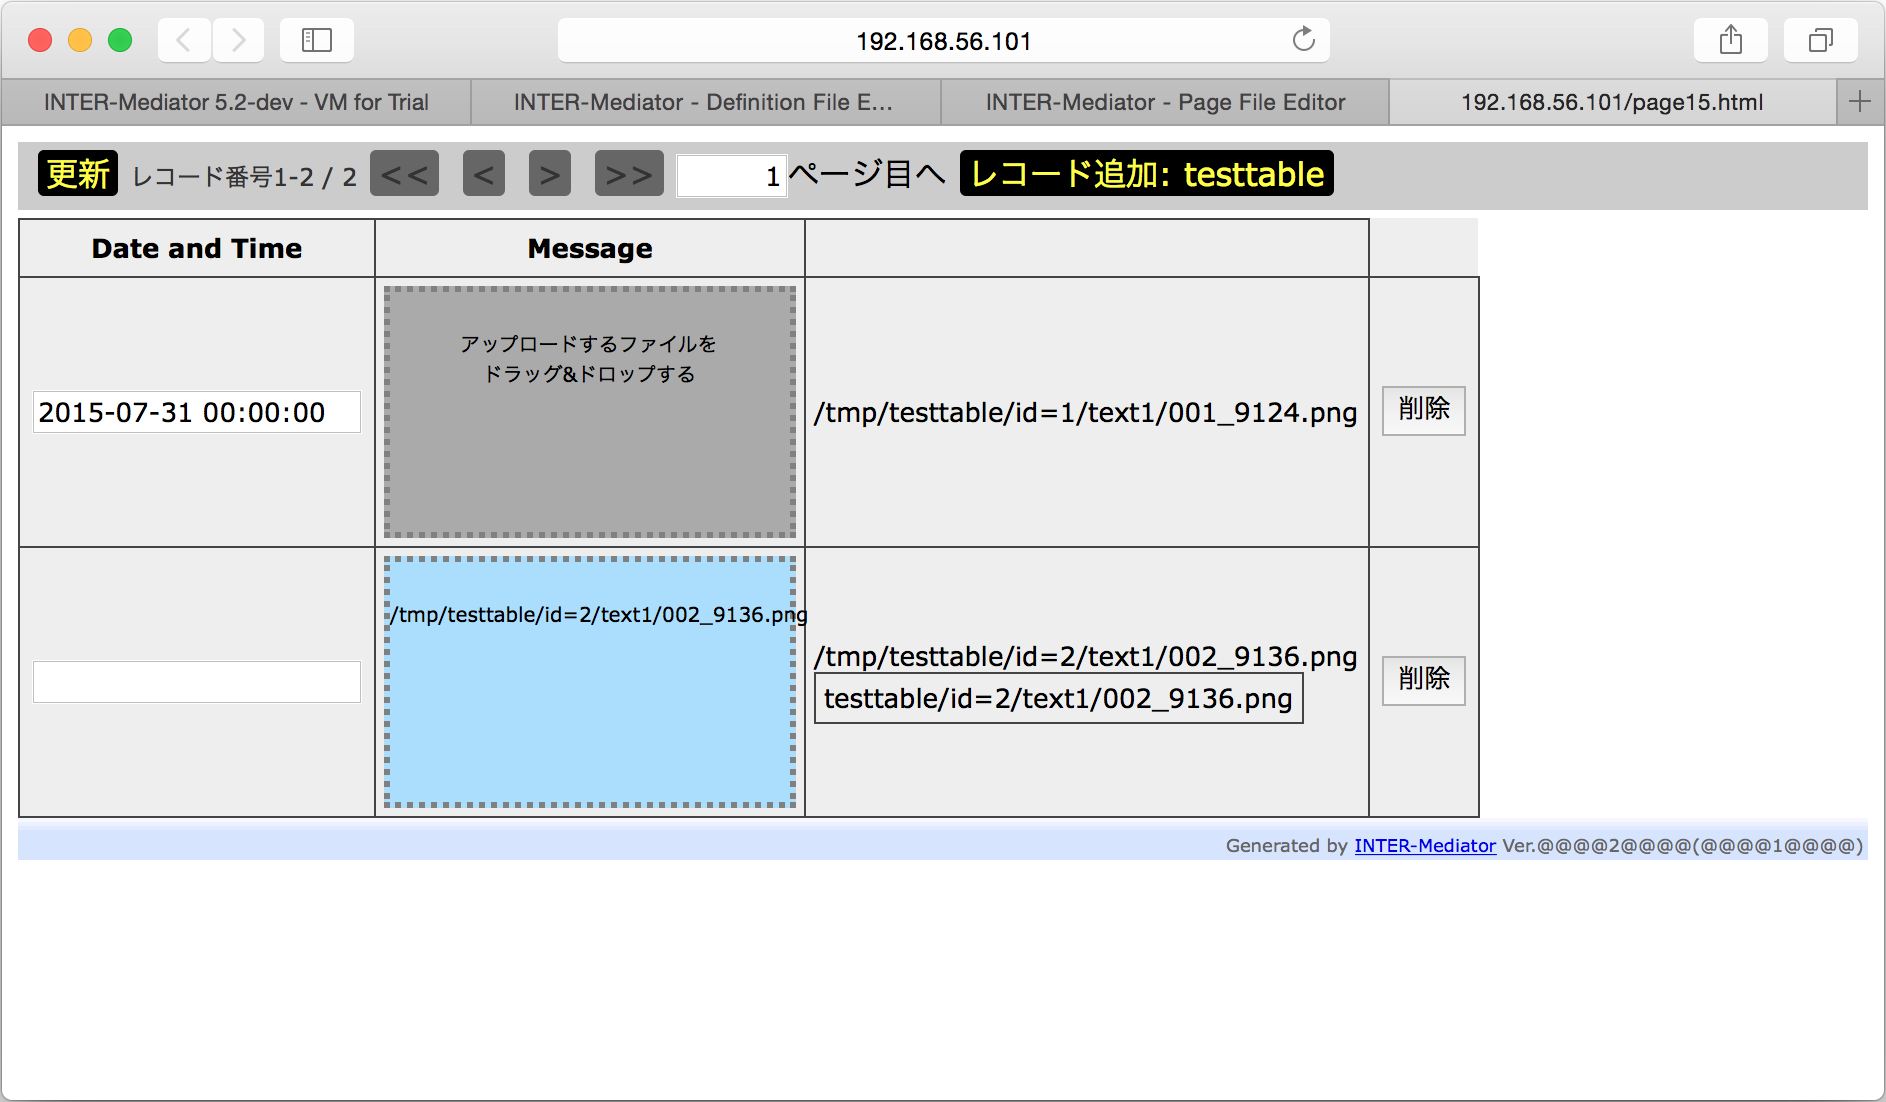 192.168.56.101
INTER-Mediator 5.2-dev - VM for Trial
INTER-Mediator - Definition File E...
INTER-Mediator - Page File Editor
192.168.56.101/page15.html
更新 レコード番号1-2 / 2 << < > >> 1ページ目へ レコード追加: testtable
Date and Time
Message
2015-07-31 00:00:00
アップロードするファイルを
ドラッグ&ドロップする
/tmp/testtable/id=1/text1/001_9124.png
削除
/tmp/testtable/id=2/text1/002_9136.png
/tmp/testtable/id=2/text1/002_9136.png
testtable/id=2/text1/002_9136.png
削除
Generated by INTER-Mediator Ver.@@@@2@@@@(@@@@1@@@@)